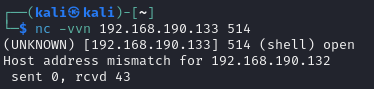 ┌──(kali㉿kali)-[~]
└─$ nc -vvn 192.168.190.133 514
(UNKNOWN) [192.168.190.133] 514 (shell) open
Host address mismatch for 192.168.190.132
 sent 0, rcvd 43